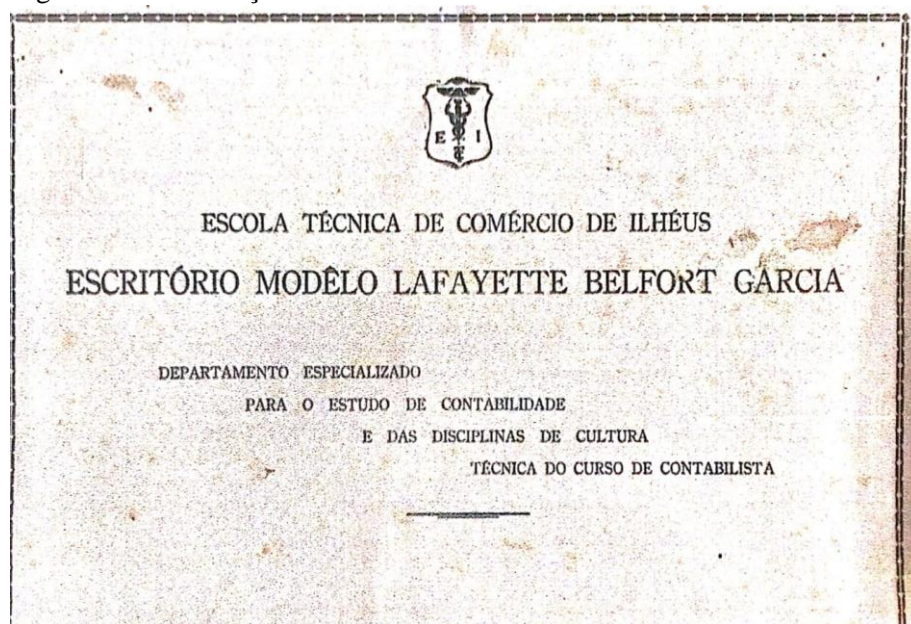 E I
ESCOLA TÉCNICA DE COMÉRCIO DE ILHÉUS
ESCRITÓRIO MODÊLO LAFAYETTE BELFORT GARCIA
DEPARTAMENTO ESPECIALIZADO
PARA O ESTUDO DE CONTABILIDADE
E DAS DISCIPLINAS DE CULTURA
TÉCNICA DO CURSO DE CONTABILISTA